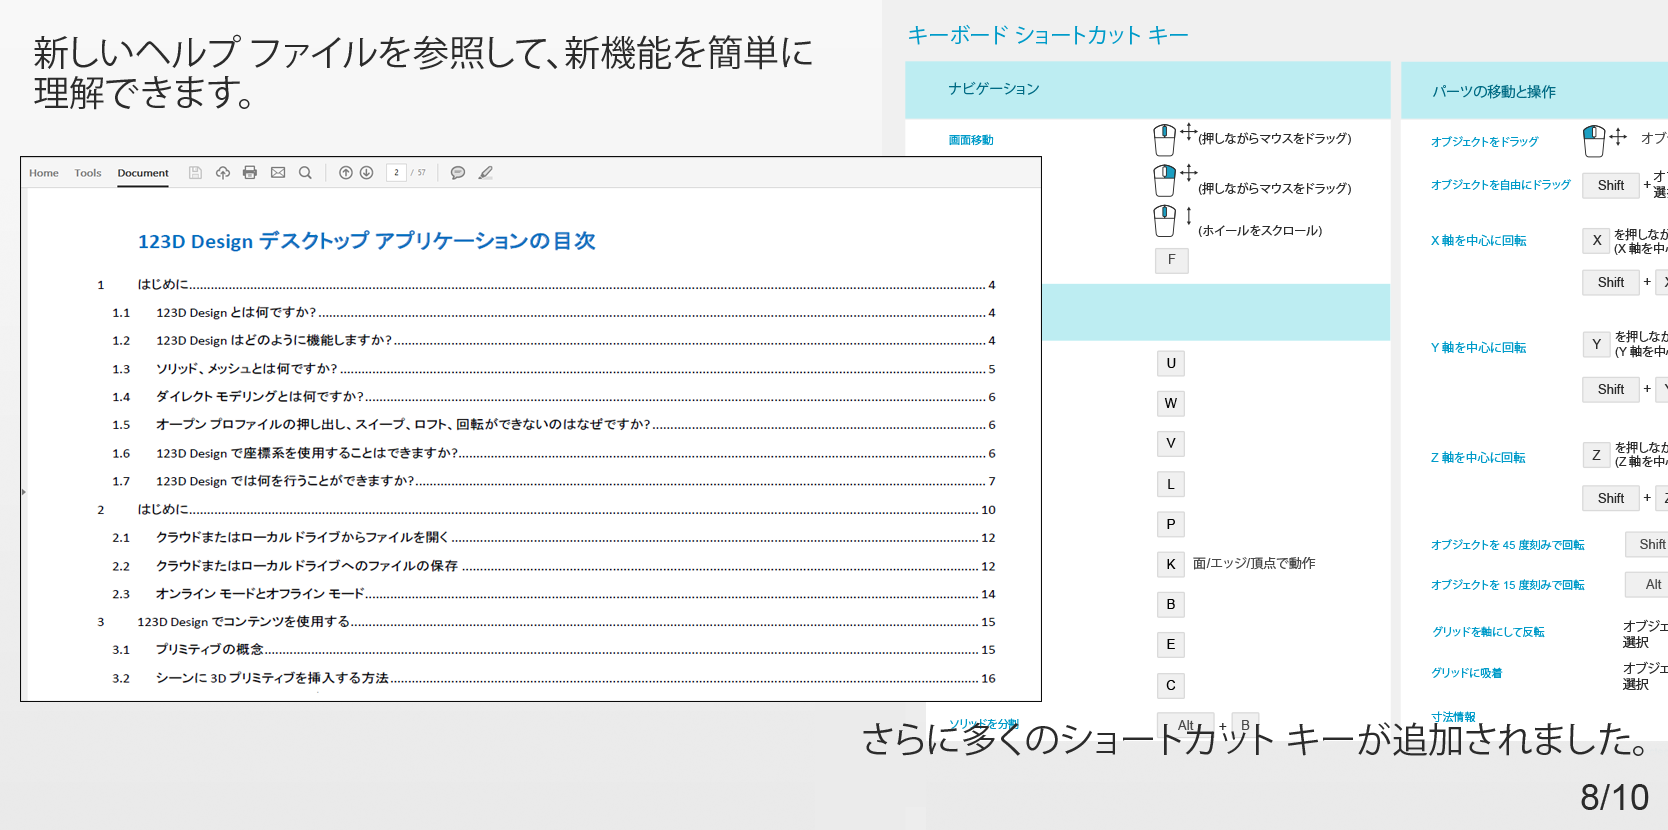 新しいヘルプ ファイルを参照して、新機能を簡単に
理解できます。
Home Tools Document 2 / 57
123D Design デスクトップ アプリケーションの目次
1 はじめに 4
1.1 123D Design とは何ですか? 4
1.2 123D Design はどのように機能しますか? 4
1.3 ソリッド、メッシュとは何ですか? 5
1.4 ダイレクト モデリングとは何ですか? 6
1.5 オープン プロファイルの押し出し、スイープ、ロフト、回転ができないのはなぜですか? 6
1.6 123D Design で座標系を使用することはできますか? 6
1.7 123D Design では何を行うことができますか? 7
2 はじめに 10
2.1 クラウドまたはローカル ドライブからファイルを開く 12
2.2 クラウドまたはローカル ドライブへのファイルの保存 12
2.3 オンライン モードとオフライン モード 14
3 123D Design でコンテンツを使用する 15
3.1 プリミティブの概念 15
3.2 シーンに 3D プリミティブを挿入する方法 16
キーボード ショートカット キー
ナビゲーション
画面移動 (押しながらマウスをドラッグ)
(押しながらマウスをドラッグ)
(ホイールをスクロール)
F
U
W
V
L
P
K 面/エッジ/頂点で動作
B
E
C
ソリッドを分割 Alt + B
パーツの移動と操作
オブジェクトをドラッグ オブ
オブジェクトを自由にドラッグ Shift + オ
選
X 軸を中心に回転 X を押しなが
(X 軸を中
Shift + X
Y 軸を中心に回転 Y を押しなが
(Y 軸を中
Shift + Y
Z 軸を中心に回転 Z を押しなが
(Z 軸を中
Shift + Z
オブジェクトを 45 度刻みで回転 Shift
オブジェクトを 15 度刻みで回転 Alt
グリッドを軸にして反転 オブジェ
選択
グリッドに吸着 オブジェ
選択
寸法情報
さらに多くのショートカット キーが追加されました。
8/10